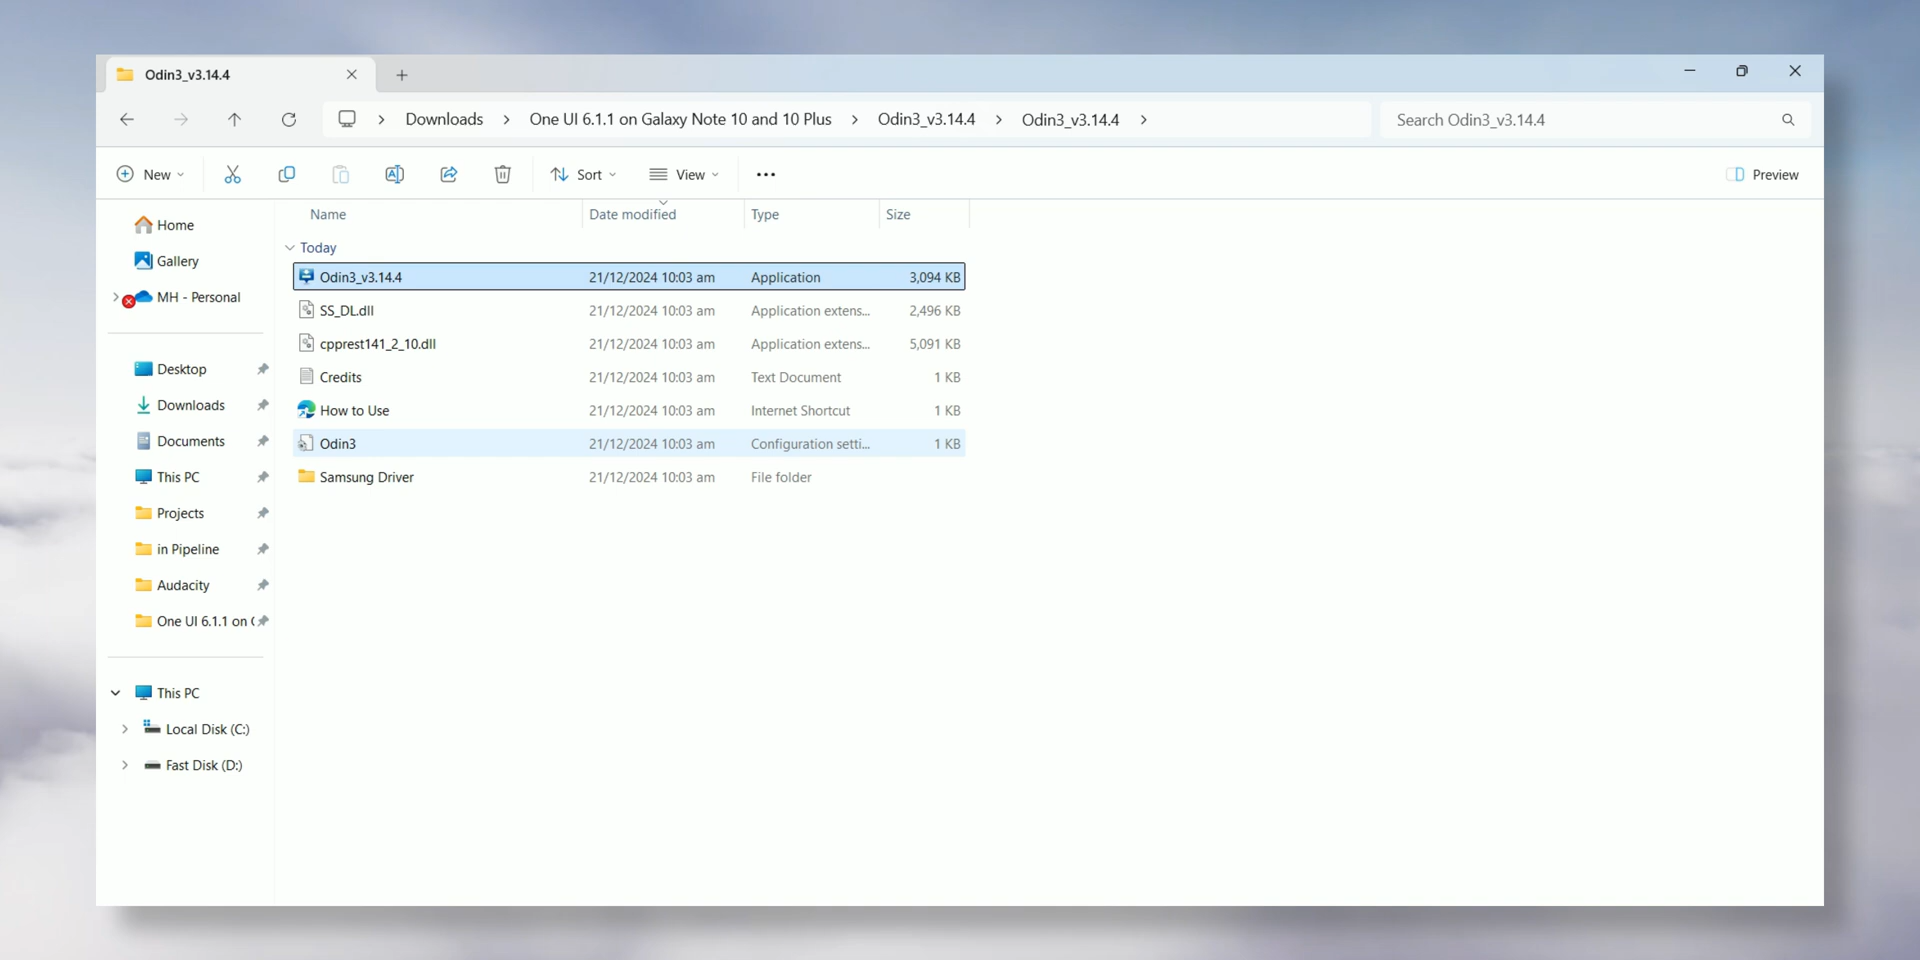 Odin3_v3.14.4
Downloads > One UI 6.1.1 on Galaxy Note 10 and 10 Plus > Odin3_v3.14.4 > Odin3_v3.14.4 >
Search Odin3_v3.14.4
New
Sort
View
Preview
Home
Gallery
MH - Personal
Desktop
Downloads
Documents
This PC
Projects
in Pipeline
Audacity
One UI 6.1.1 on (
This PC
Local Disk (C:)
Fast Disk (D:)
Name Date modified Type Size
Today
Odin3_v3.14.4 21/12/2024 10:03 am Application 3,094 KB
SS_DL.dll 21/12/2024 10:03 am Application extens... 2,496 KB
cpprest141_2_10.dll 21/12/2024 10:03 am Application extens... 5,091 KB
Credits 21/12/2024 10:03 am Text Document 1 KB
How to Use 21/12/2024 10:03 am Internet Shortcut 1 KB
Odin3 21/12/2024 10:03 am Configuration setti... 1 KB
Samsung Driver 21/12/2024 10:03 am File folder